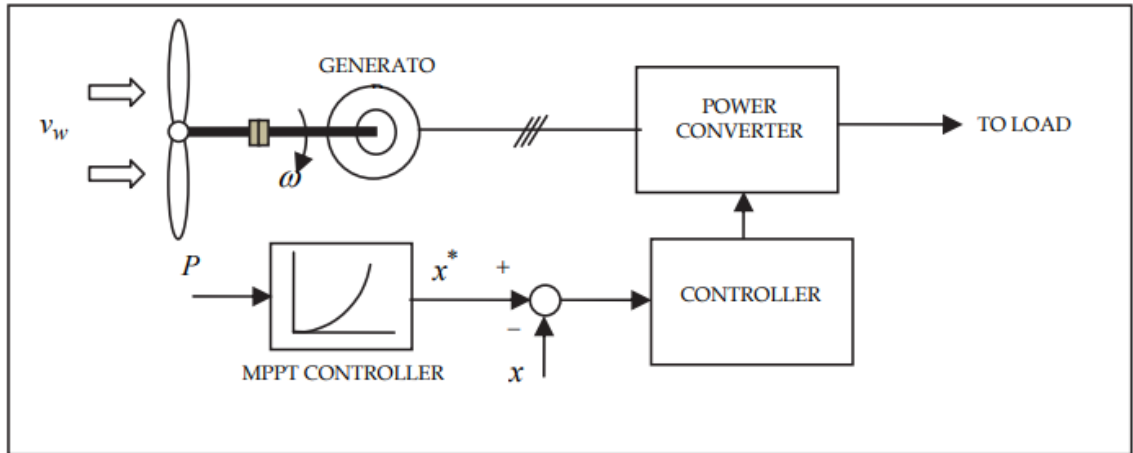 GENERATO
POWER
CONVERTER
TO LOAD
v_w
ω
P
x*
+
−
x
CONTROLLER
MPPT CONTROLLER